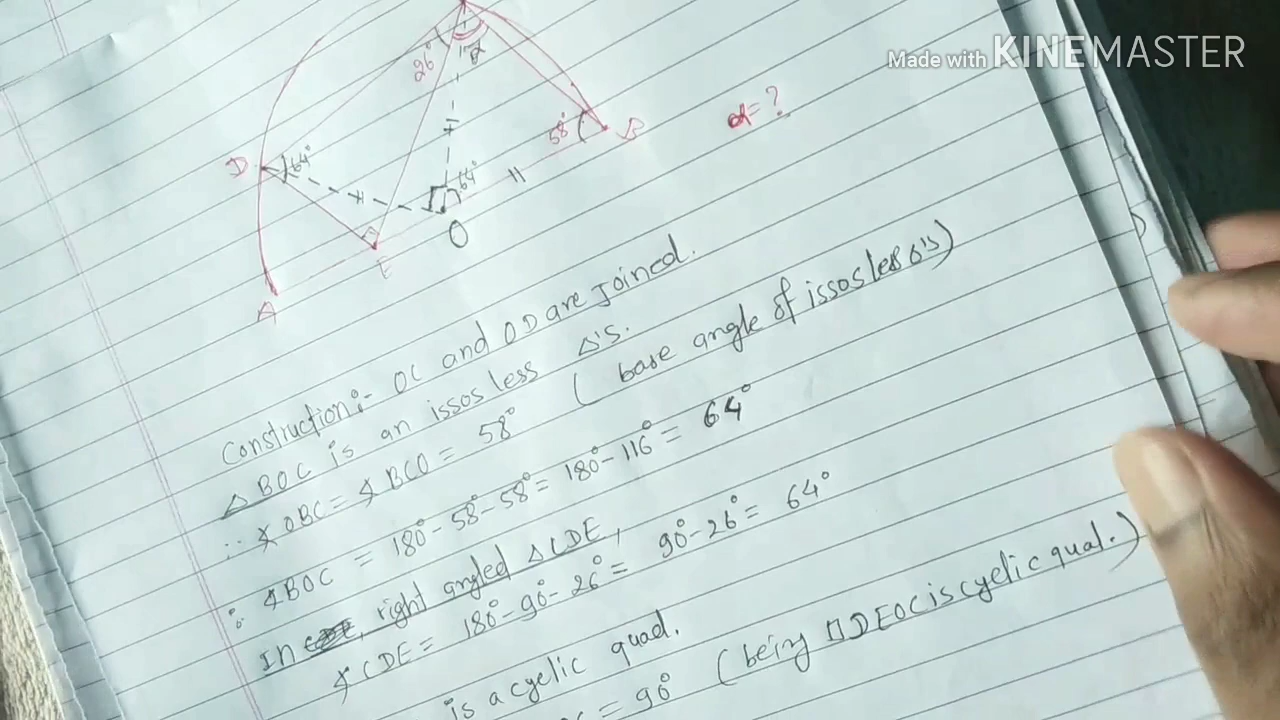 Made with KINEMASTER
26°
α
58°
B
α = ?
D
64°
64°
O
E
A
Construction:- OC and OD are joined.
△BOC is an issosless △'s.
∴ ∡OBC = ∡BCO = 58° ( base angle of issosless △'s)
∴ ∡BOC = 180° - 58° - 58° = 180° - 116° = 64°
In right angled △CDE,
∡CDE = 180° - 90° - 26° = 90° - 26° = 64°
is a cyclic quad.
= 90° (being □DEOC is cyclic qual.)